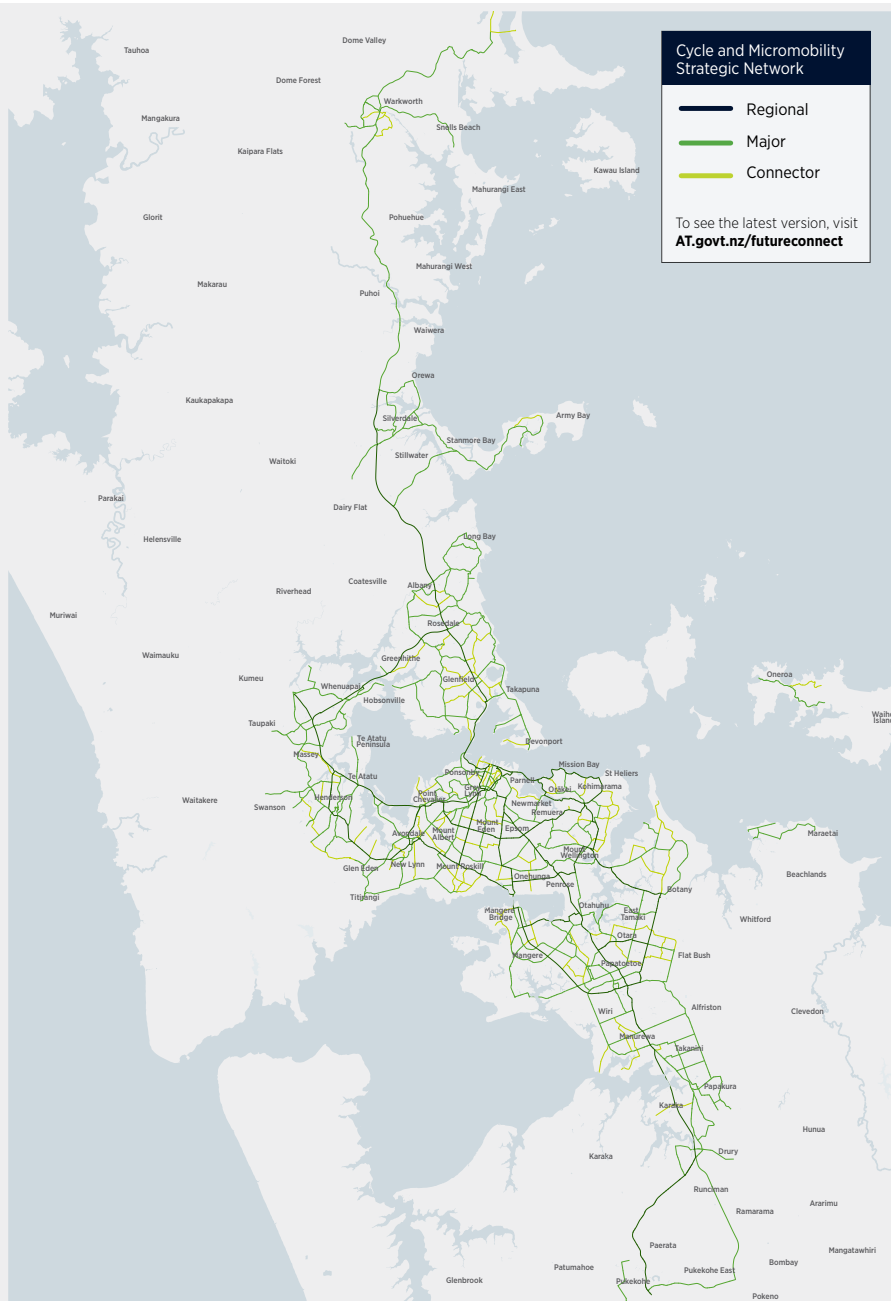 Cycle and Micromobility
Strategic Network
Regional
Major
Connector
To see the latest version, visit
AT.govt.nz/futureconnect
Tauhoa
Dome Valley
Dome Forest
Mangakura
Warkworth
Snells Beach
Kaipara Flats
Kawau Island
Mahurangi East
Glorit
Pohuehue
Mahurangi West
Makarau
Puhoi
Waiwera
Orewa
Kaukapakapa
Silverdale
Army Bay
Stanmore Bay
Stillwater
Waitoki
Parakai
Dairy Flat
Helensville
Long Bay
Coatesville
Albany
Riverhead
Muriwai
Rosedale
Waimauku
Greenhithe
Kumeu
Whenuapai
Glenfield
Oneroa
Takapuna
Hobsonville
Taupaki
Waihe
Island
Te Atatu
Peninsula
Devonport
Massey
Mission Bay
Te Atatu
Ponsonby
Parnell
St Heliers
Orakei
Kohimarama
Grey
Lynn
Point
Chevalier
Henderson
Waitakere
Swanson
Newmarket
Remuera
Mount
Eden
Epsom
Avondale
Mount
Albert
Maraetai
Mount
Wellington
Glen Eden
New Lynn
Mount Roskill
Onehunga
Penrose
Beachlands
Botany
Titirangi
Otahuhu
Mangere
Bridge
East
Tamaki
Whitford
Otara
Mangere
Papatoetoe
Flat Bush
Wiri
Alfriston
Clevedon
Manurewa
Takanini
Papakura
Karaka
Hunua
Karaka
Drury
Runciman
Ararimu
Ramarama
Paerata
Mangatawhiri
Patumahoe
Pukekohe East
Bombay
Glenbrook
Pukekohe
Pokeno